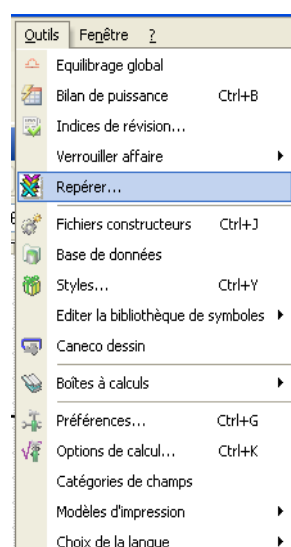 Outils Fenêtre ?
Equilibrage global
Bilan de puissance Ctrl+B
Indices de révision...
Verrouiller affaire
Repérer...
Fichiers constructeurs Ctrl+J
Base de données
Styles... Ctrl+Y
Editer la bibliothèque de symboles
Caneco dessin
Boîtes à calculs
Préférences... Ctrl+G
Options de calcul... Ctrl+K
Catégories de champs
Modèles d'impression
Choix de la langue